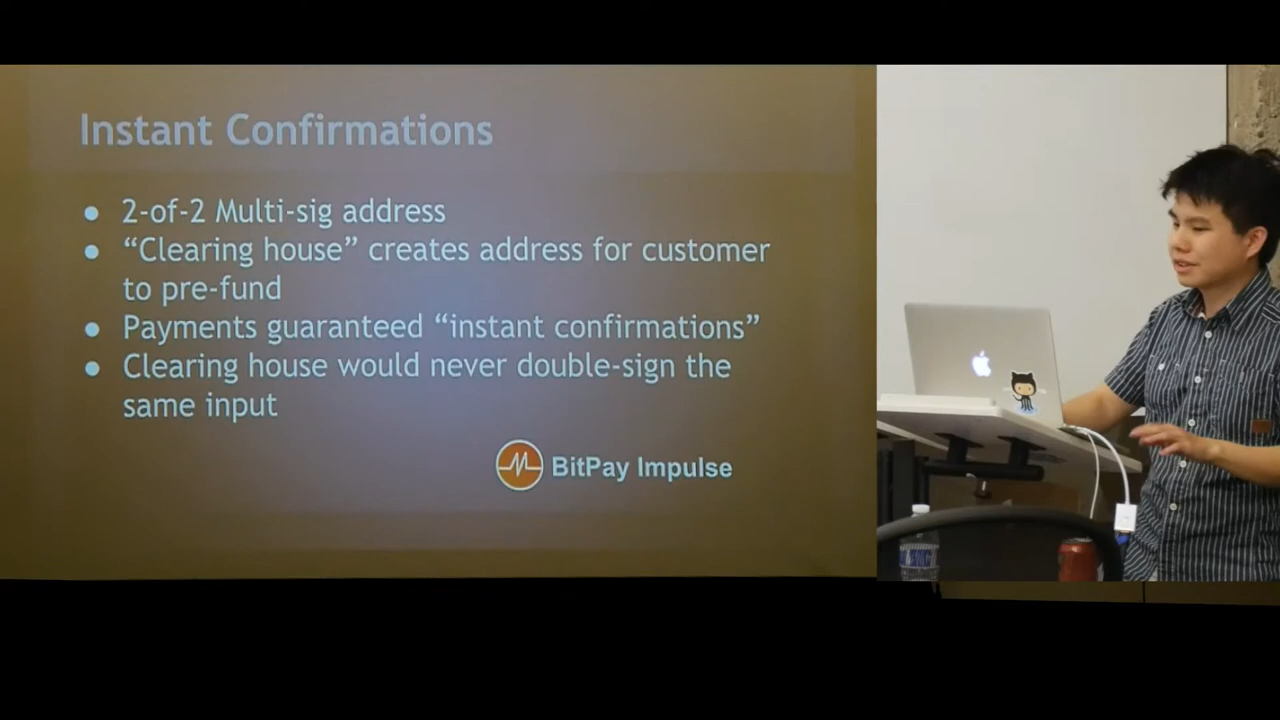 Instant Confirmations
● 2-of-2 Multi-sig address
● “Clearing house” creates address for customer
to pre-fund
● Payments guaranteed “instant confirmations”
● Clearing house would never double-sign the
same input
BitPay Impulse